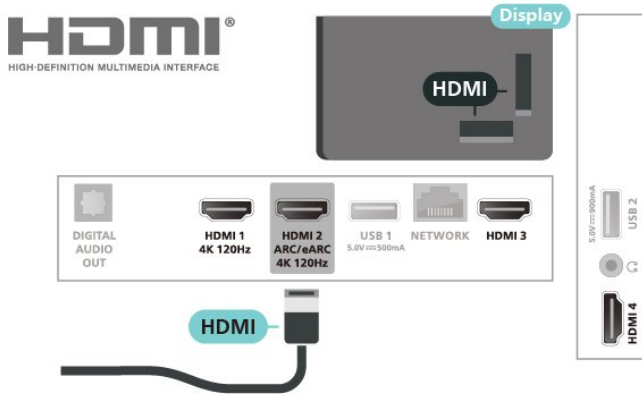 HDMI®
HIGH-DEFINITION MULTIMEDIA INTERFACE
Display
HDMI
DIGITAL
AUDIO
OUT
HDMI 1
4K 120Hz
HDMI 2
ARC/eARC
4K 120Hz
USB 1
5.0V⎓500mA
NETWORK
HDMI 3
5.0V⎓900mA
USB 2
HDMI 4
HDMI